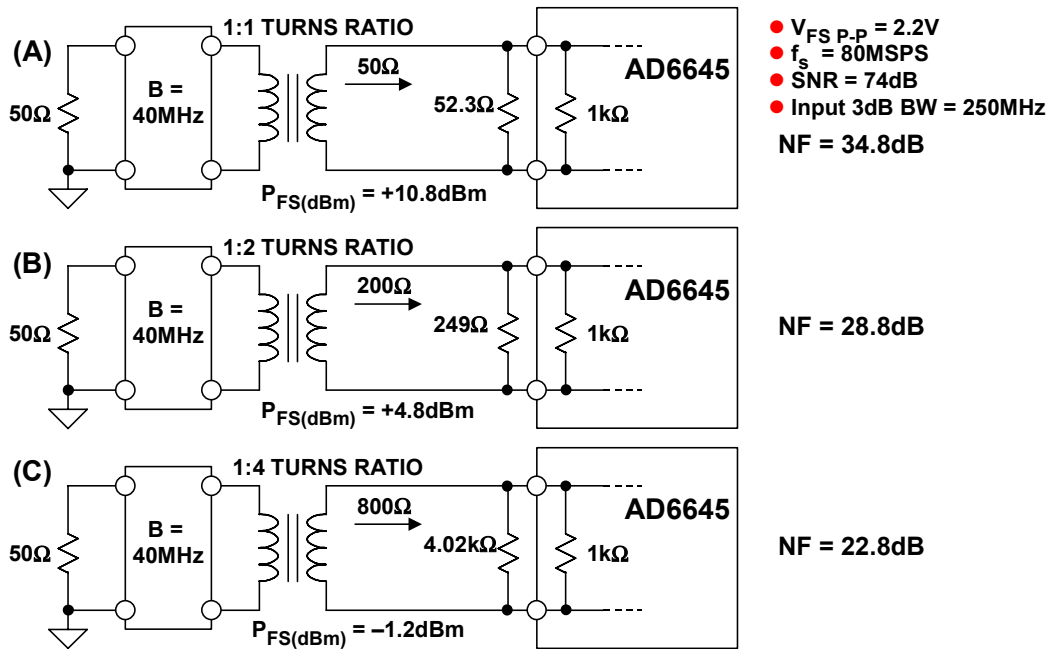 (A)
1:1 TURNS RATIO
50Ω
B =
40MHz
50Ω
52.3Ω
1kΩ
AD6645
P_FS(dBm) = +10.8dBm
● V_FS P-P = 2.2V
● f_s = 80MSPS
● SNR = 74dB
● Input 3dB BW = 250MHz
NF = 34.8dB
(B)
1:2 TURNS RATIO
50Ω
B =
40MHz
200Ω
249Ω
1kΩ
AD6645
P_FS(dBm) = +4.8dBm
NF = 28.8dB
(C)
1:4 TURNS RATIO
50Ω
B =
40MHz
800Ω
4.02kΩ
1kΩ
AD6645
P_FS(dBm) = –1.2dBm
NF = 22.8dB